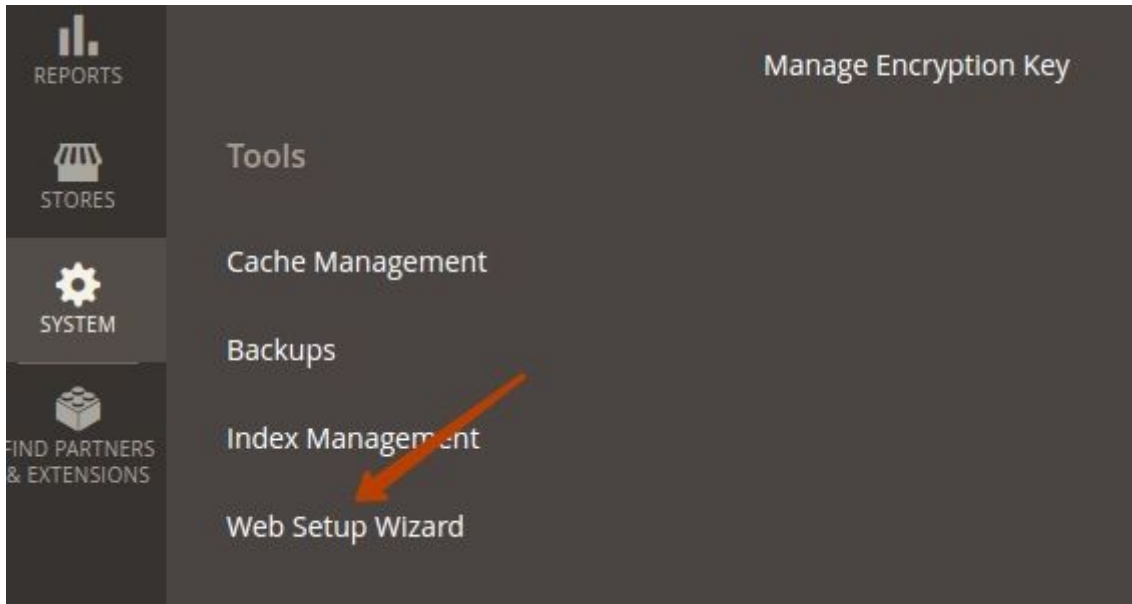 REPORTS
STORES
SYSTEM
FIND PARTNERS
& EXTENSIONS
Manage Encryption Key
Tools
Cache Management
Backups
Index Management
Web Setup Wizard